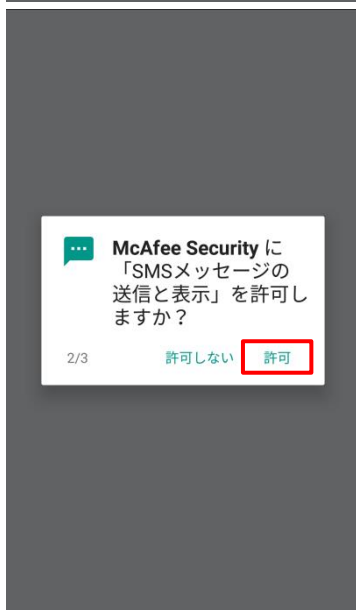 McAfee Security に
「SMSメッセージの
送信と表示」を許可し
ますか？
2/3 許可しない 許可